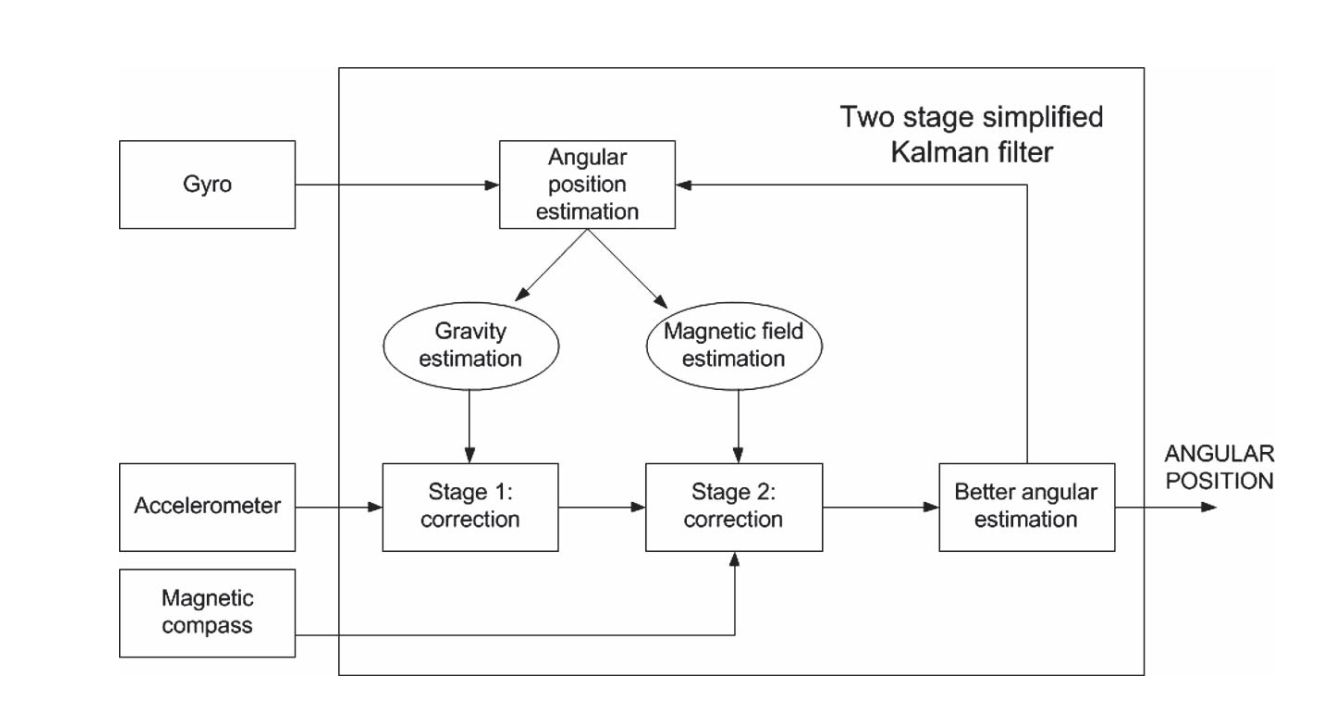 Two stage simplified
Kalman filter
Gyro
Angular
position
estimation
Gravity
estimation
Magnetic field
estimation
Accelerometer
Stage 1:
correction
Stage 2:
correction
Better angular
estimation
ANGULAR
POSITION
Magnetic
compass